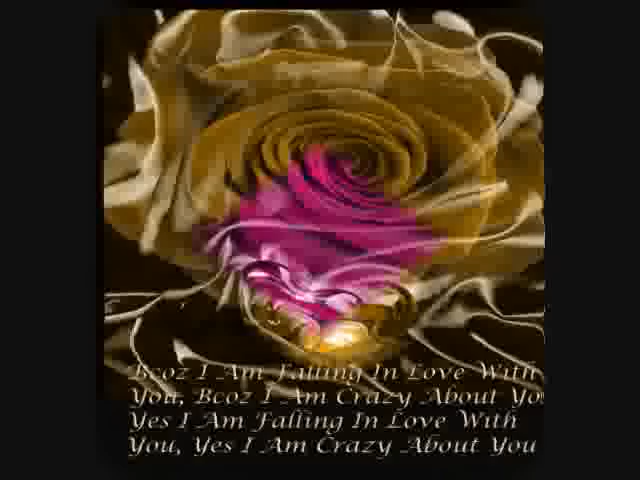 Bcoz I Am Falling In Love With
You, Bcoz I Am Crazy About Yo
Yes I Am Falling In Love With
You, Yes I Am Crazy About You